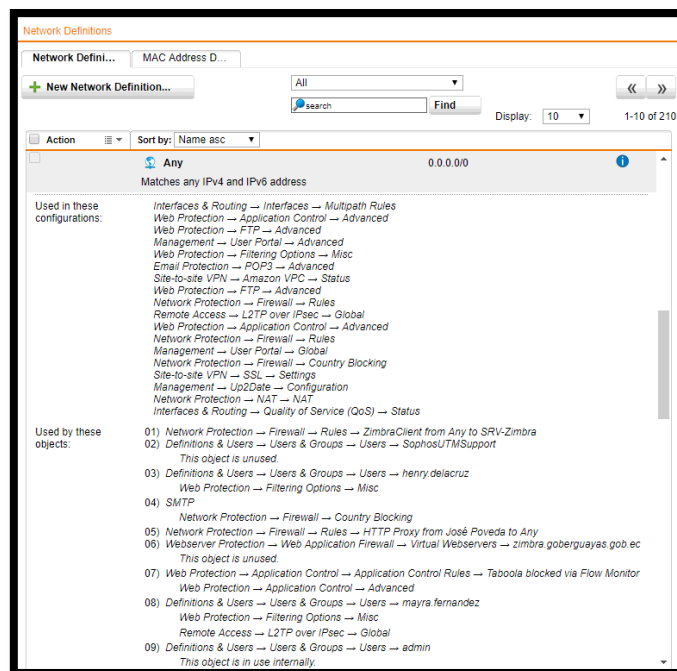 Network Definitions
Network Defini... MAC Address D...
New Network Definition... All
search Find
Display: 10 1-10 of 210
Action Sort by: Name asc
Any 0.0.0.0/0
Matches any IPv4 and IPv6 address
Used in these configurations:
Interfaces & Routing → Interfaces → Multipath Rules
Web Protection → Application Control → Advanced
Web Protection → FTP → Advanced
Management → User Portal → Advanced
Web Protection → Filtering Options → Misc
Email Protection → POP3 → Advanced
Site-to-site VPN → Amazon VPC → Status
Web Protection → FTP → Advanced
Network Protection → Firewall → Rules
Remote Access → L2TP over IPsec → Global
Web Protection → Application Control → Advanced
Network Protection → Firewall → Rules
Management → User Portal → Global
Network Protection → Firewall → Country Blocking
Site-to-site VPN → SSL → Settings
Management → Up2Date → Configuration
Network Protection → NAT → NAT
Interfaces & Routing → Quality of Service (QoS) → Status
Used by these objects:
01) Network Protection → Firewall → Rules → ZimbraClient from Any to SRV-Zimbra
02) Definitions & Users → Users & Groups → Users → SophosUTMSupport
This object is unused.
03) Definitions & Users → Users & Groups → Users → henry.delacruz
Web Protection → Filtering Options → Misc
04) SMTP
Network Protection → Firewall → Country Blocking
05) Network Protection → Firewall → Rules → HTTP Proxy from José Poveda to Any
06) Webserver Protection → Web Application Firewall → Virtual Webservers → zimbra.goberguayas.gob.ec
This object is unused.
07) Web Protection → Application Control → Application Control Rules → Taboola blocked via Flow Monitor
Web Protection → Application Control → Advanced
08) Definitions & Users → Users & Groups → Users → mayra.fernandez
Web Protection → Filtering Options → Misc
Remote Access → L2TP over IPsec → Global
09) Definitions & Users → Users & Groups → Users → admin
This object is in use internally.